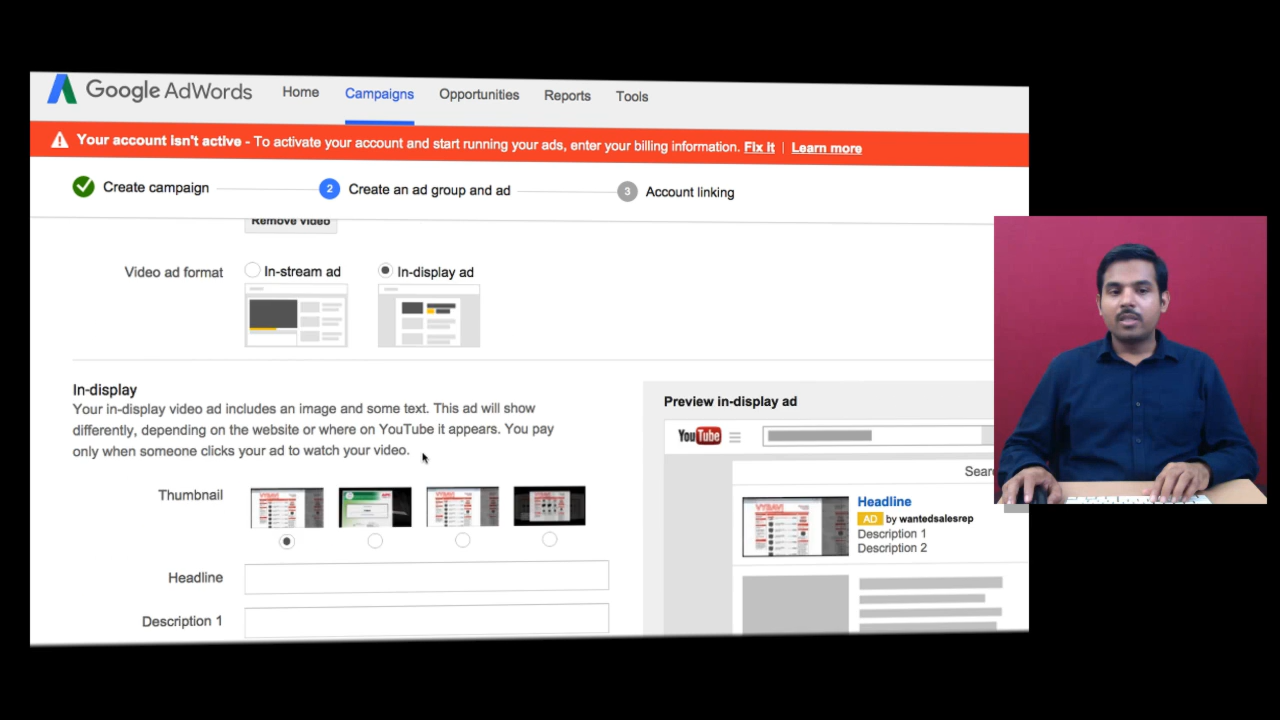 Google AdWords
Home Campaigns Opportunities Reports Tools
Your account isn't active - To activate your account and start running your ads, enter your billing information. Fix it | Learn more
Create campaign 2 Create an ad group and ad 3 Account linking
Remove video
Video ad format In-stream ad In-display ad
In-display
Your in-display video ad includes an image and some text. This ad will show
differently, depending on the website or where on YouTube it appears. You pay
only when someone clicks your ad to watch your video.
Thumbnail
Headline
Description 1
Preview in-display ad
YouTube
Headline
AD by wantedsalesrep
Description 1
Description 2